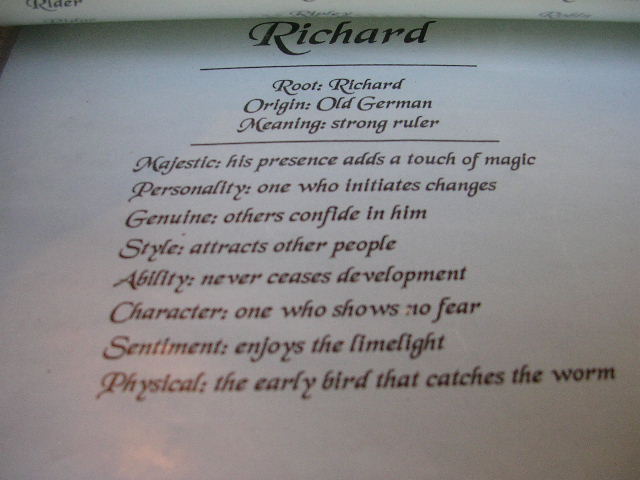 Rider
Ripley
Richard
Root: Richard
Origin: Old German
Meaning: strong ruler
Majestic: his presence adds a touch of magic
Personality: one who initiates changes
Genuine: others confide in him
Style: attracts other people
Ability: never ceases development
Character: one who shows no fear
Sentiment: enjoys the limelight
Physical: the early bird that catches the worm